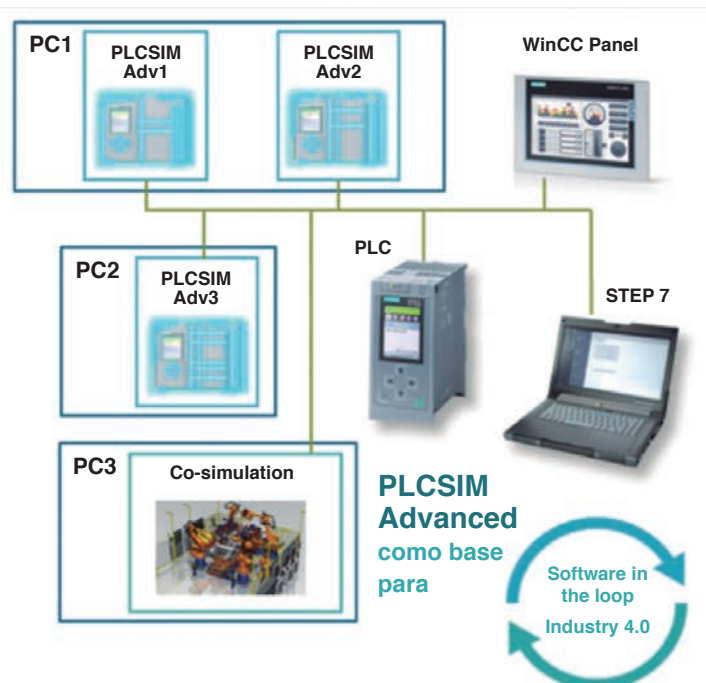 PC1
PLCSIM
Adv1
PLCSIM
Adv2
WinCC Panel
PC2
PLCSIM
Adv3
PLC
STEP 7
PC3
Co-simulation
PLCSIM
Advanced
como base
para
Software in
the loop
Industry 4.0